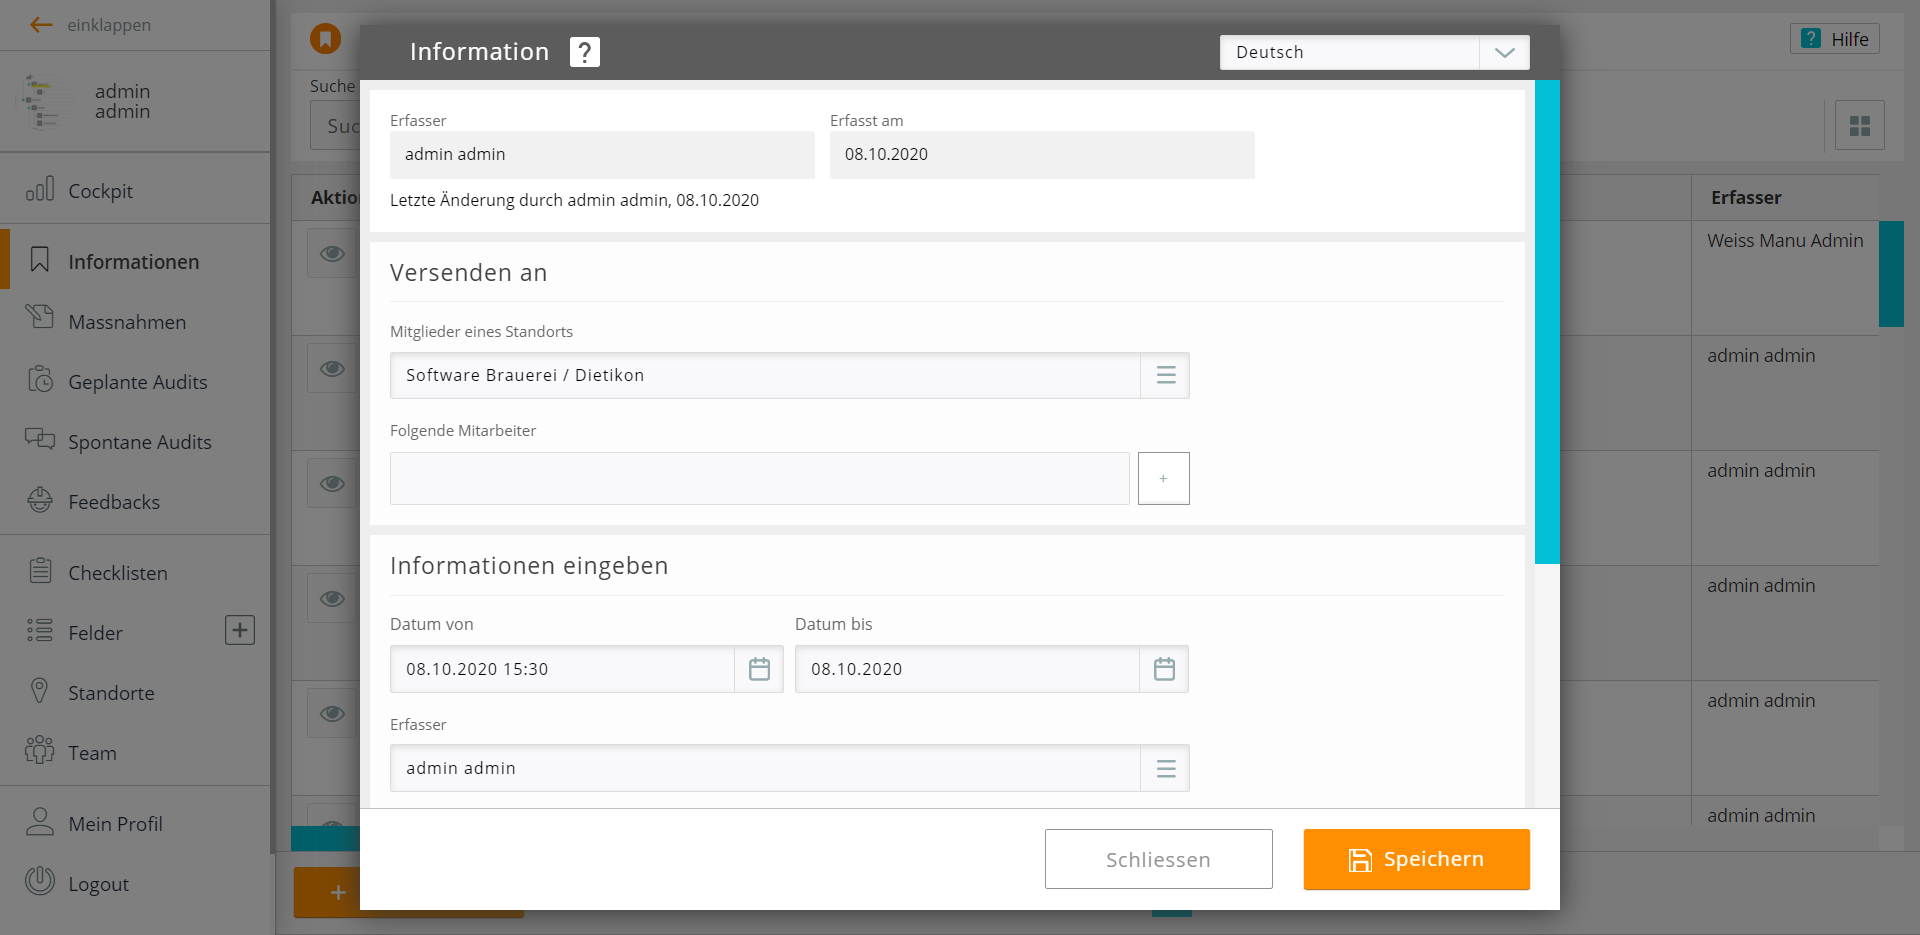 einklappen
admin
admin
Cockpit
Informationen
Massnahmen
Geplante Audits
Spontane Audits
Feedbacks
Checklisten
Felder
Standorte
Team
Mein Profil
Logout
Hilfe
Suche
Suc
Aktio
Erfasser
Weiss Manu Admin
admin admin
admin admin
admin admin
admin admin
admin admin
+
Information ?
Deutsch
Erfasser
Erfasst am
admin admin
08.10.2020
Letzte Änderung durch admin admin, 08.10.2020
Versenden an
Mitglieder eines Standorts
Software Brauerei / Dietikon
Folgende Mitarbeiter
+
Informationen eingeben
Datum von
Datum bis
08.10.2020 15:30
08.10.2020
Erfasser
admin admin
Schliessen
Speichern